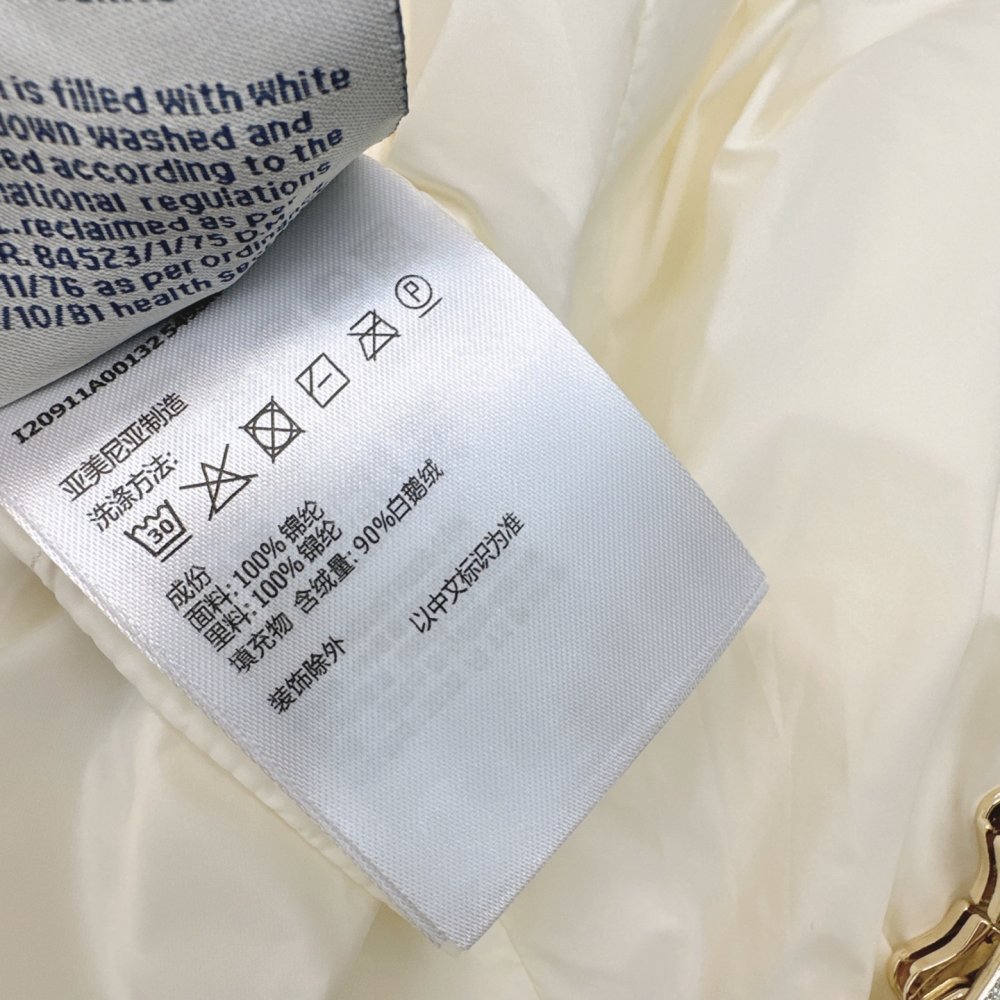 is filled with white
down washed and
according to the
national regulations
reclaimed as per
R. 84523/1/75 D.M.
11/76 as per ordin
/10/81 health se
I20911A0013254
亚美尼亚制造
洗涤方法:
30
P
成份
面料: 100% 锦纶
里料: 100% 锦纶
填充物 含绒量: 90%白鹅绒
装饰除外 以中文标识为准